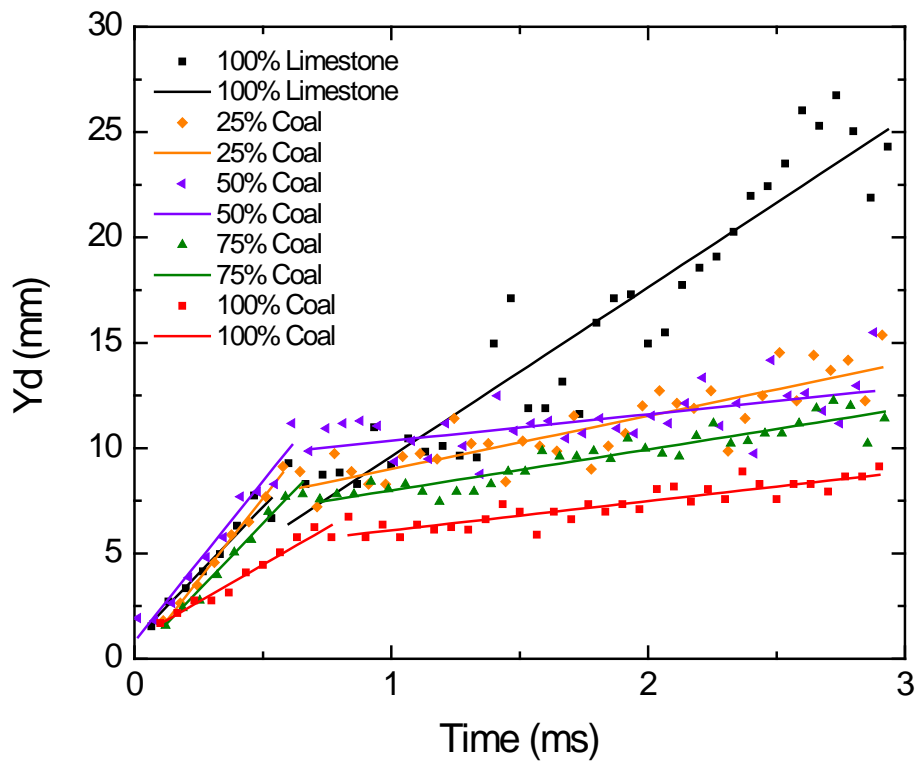 30
25
20
15
10
5
0
Yd (mm)
100% Limestone
100% Limestone
25% Coal
25% Coal
50% Coal
50% Coal
75% Coal
75% Coal
100% Coal
100% Coal
0
1
2
3
Time (ms)